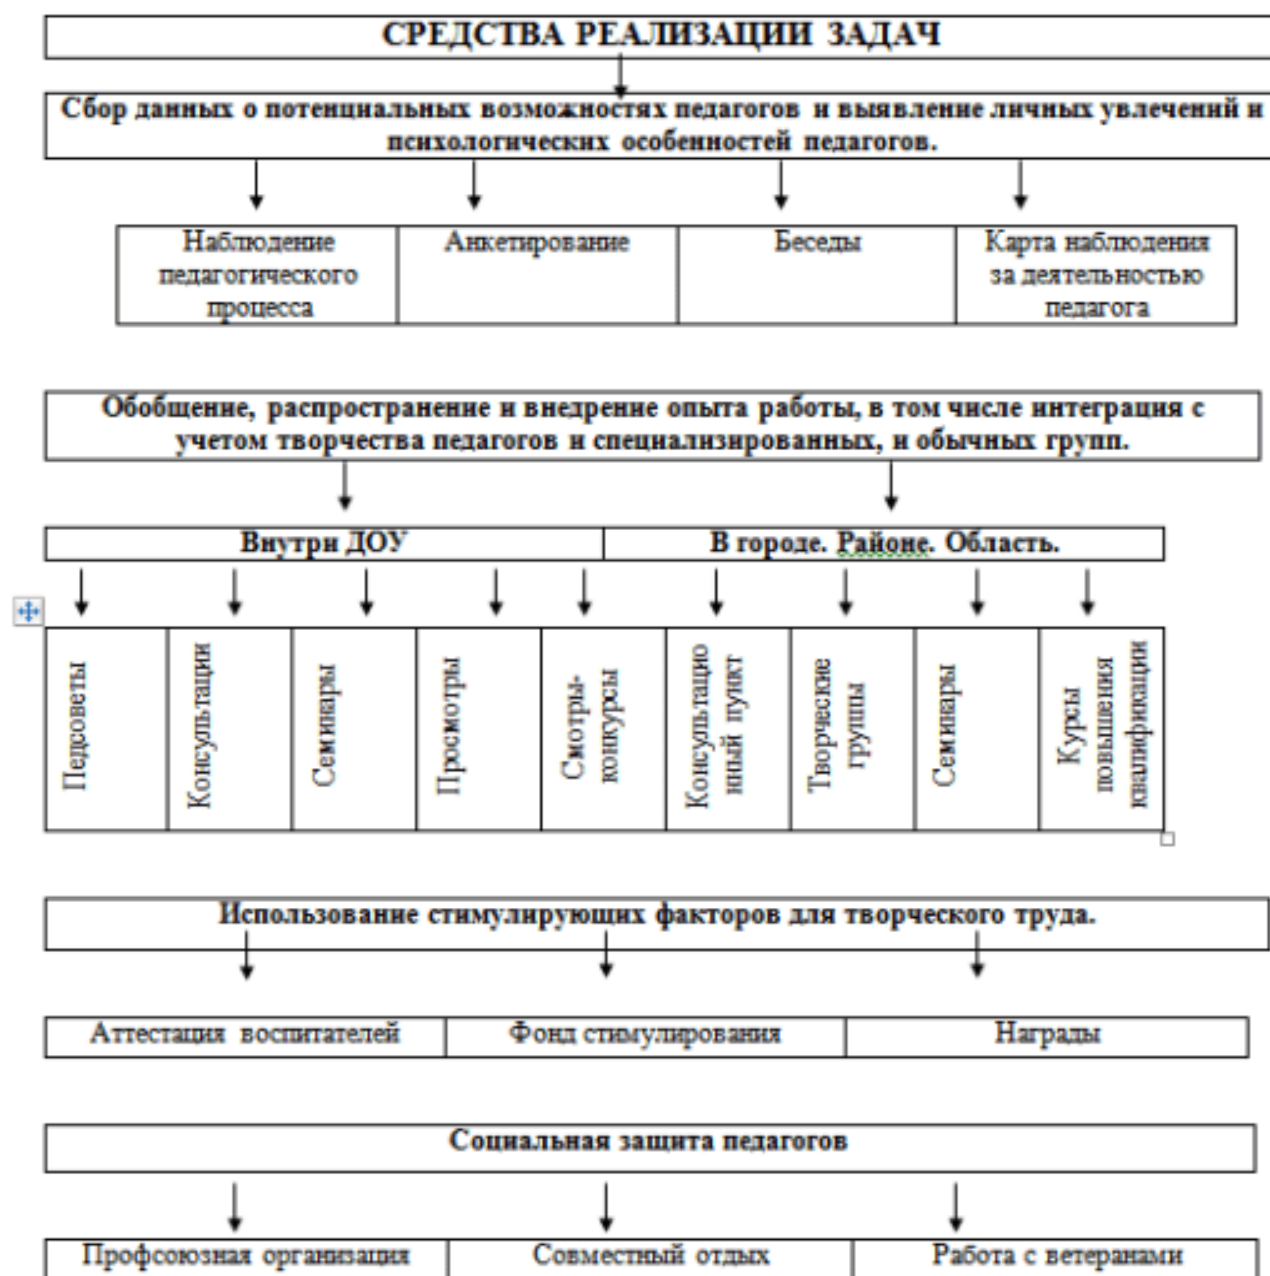 СРЕДСТВА РЕАЛИЗАЦИИ ЗАДАЧ
Сбор данных о потенциальных возможностях педагогов и выявление личных увлечений и
психологических особенностей педагогов.
Наблюдение
педагогического
процесса
Анкетирование
Беседы
Карта наблюдения
за деятельностью
педагога
Обобщение, распространение и внедрение опыта работы, в том числе интеграция с
учетом творчества педагогов и специализированных, и обычных групп.
Внутри ДОУ
В городе. Районе. Область.
Педсоветы
Консультации
Семинары
Просмотры
Смотры-
конкурсы
Консультацио
нный пункт
Творческие
группы
Семинары
Курсы
повышения
квалификации
Использование стимулирующих факторов для творческого труда.
Аттестация воспитателей
Фонд стимулирования
Награды
Социальная защита педагогов
Профсоюзная организация
Совместный отдых
Работа с ветеранами